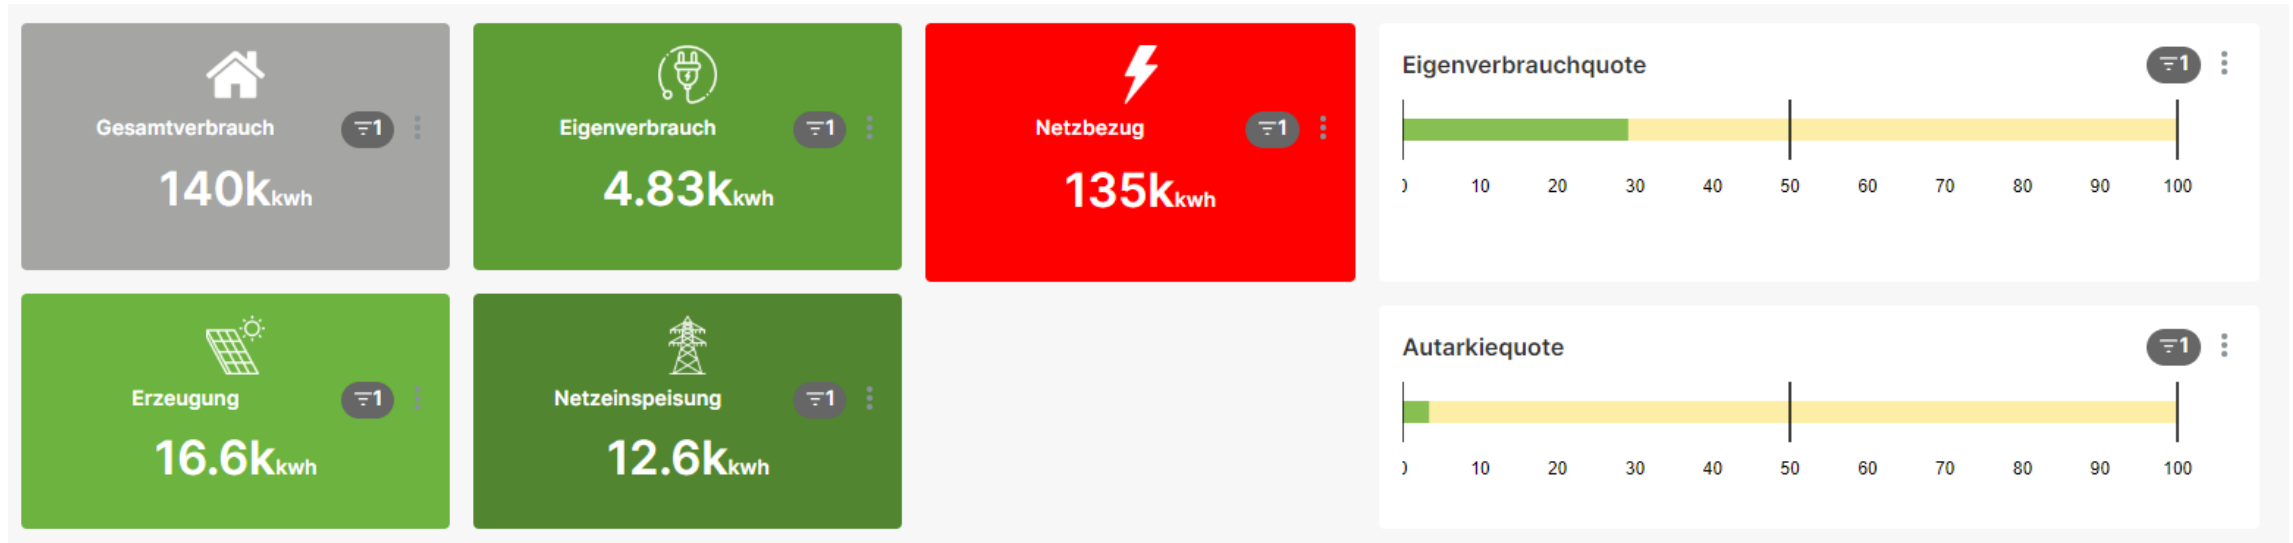 Gesamtverbrauch 1
140kkwh
Eigenverbrauch 1
4.83kkwh
Netzbezug 1
135kkwh
Eigenverbrauchquote 1
0 10 20 30 40 50 60 70 80 90 100
Erzeugung 1
16.6kkwh
Netzeinspeisung 1
12.6kkwh
Autarkiequote 1
0 10 20 30 40 50 60 70 80 90 100